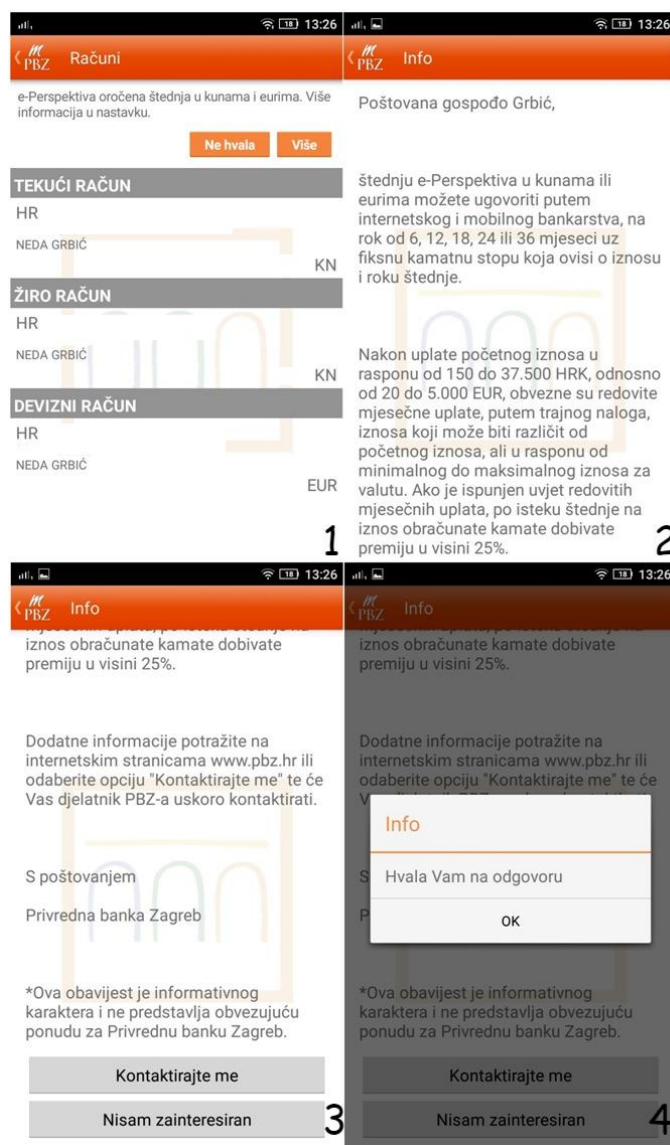 18 13:26
PBZ Računi
e-Perspektiva oročena štednja u kunama i eurima. Više
informacija u nastavku.
Ne hvala Više
TEKUĆI RAČUN
HR
NEDA GRBIĆ
KN
ŽIRO RAČUN
HR
NEDA GRBIĆ
KN
DEVIZNI RAČUN
HR
NEDA GRBIĆ
EUR
1
18 13:26
PBZ Info
Poštovana gospođo Grbić,
štednju e-Perspektiva u kunama ili
eurima možete ugovoriti putem
internetskog i mobilnog bankarstva, na
rok od 6, 12, 18, 24 ili 36 mjeseci uz
fiksnu kamatnu stopu koja ovisi o iznosu
i roku štednje.
Nakon uplate početnog iznosa u
rasponu od 150 do 37.500 HRK, odnosno
od 20 do 5.000 EUR, obvezne su redovite
mjesečne uplate, putem trajnog naloga,
iznosa koji može biti različit od
početnog iznosa, ali u rasponu od
minimalnog do maksimalnog iznosa za
valutu. Ako je ispunjen uvjet redovitih
mjesečnih uplata, po isteku štednje na
iznos obračunate kamate dobivate
premiju u visini 25%.
2
18 13:26
PBZ Info
mjesečnih uplata, po isteku štednje na
iznos obračunate kamate dobivate
premiju u visini 25%.
Dodatne informacije potražite na
internetskim stranicama www.pbz.hr ili
odaberite opciju "Kontaktirajte me" te će
Vas djelatnik PBZ-a uskoro kontaktirati.
S poštovanjem
Privredna banka Zagreb
*Ova obavijest je informativnog
karaktera i ne predstavlja obvezujuću
ponudu za Privrednu banku Zagreb.
Kontaktirajte me
Nisam zainteresiran
3
18 13:26
PBZ Info
iznos obračunate kamate dobivate
premiju u visini 25%.
Dodatne informacije potražite na
internetskim stranicama www.pbz.hr ili
odaberite opciju "Kontaktirajte me" te će
Info
Hvala Vam na odgovoru
OK
*Ova obavijest je informativnog
karaktera i ne predstavlja obvezujuću
ponudu za Privrednu banku Zagreb.
Kontaktirajte me
Nisam zainteresiran
4